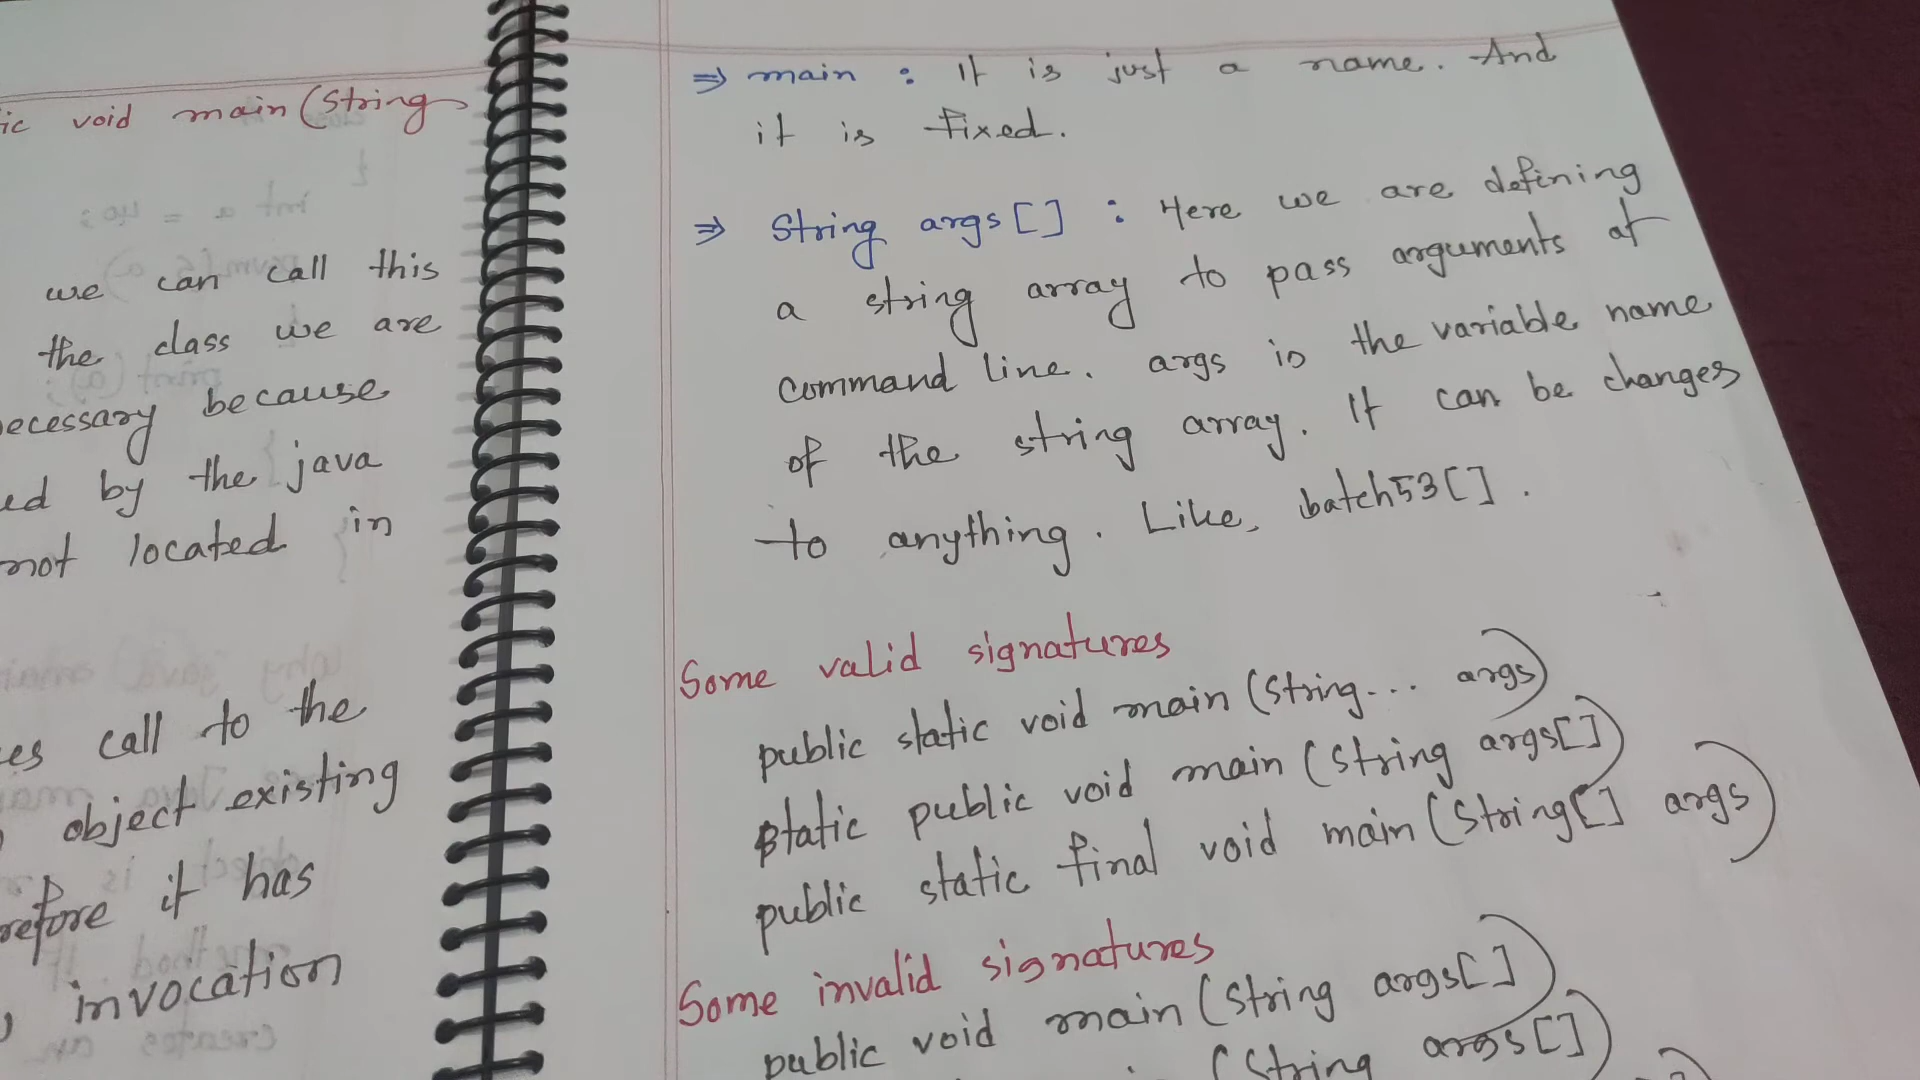 void main (String
we can call this
the class we are
because
by the java
not located in
call to the
object existing
it has
invocation
⇒ main : It is just a name. And
it is fixed.
⇒ String args [] : Here we are defining
a string array to pass arguments at
command line. args is the variable name
of the string array. It can be changes
to anything. Like, batch53[].
Some valid signatures
public static void main (String... args)
static public void main (String args[])
public static final void main (String[] args)
Some invalid signatures
public void main (String args[])
(String args[])